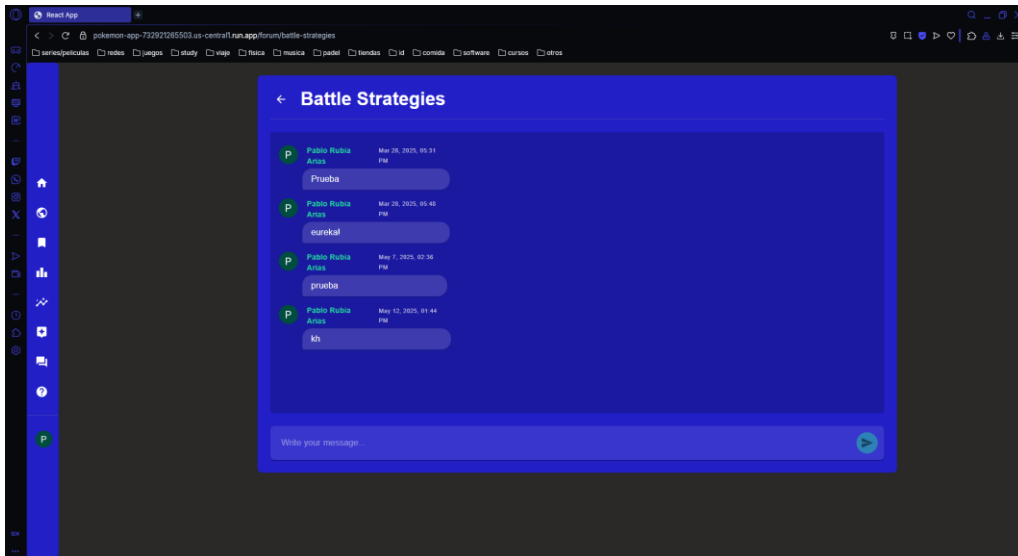 React App
pokemon-app-732921265503.us-central1.run.app/forum/battle-strategies
series/peliculas redes juegos study viaje fisica musica padel tiendas id comida software cursos otros
Battle Strategies
P
Pablo Rubia Arias
Mar 28, 2025, 05:31 PM
Prueba
P
Pablo Rubia Arias
Mar 28, 2025, 05:48 PM
eureka!
P
Pablo Rubia Arias
May 7, 2025, 02:36 PM
prueba
P
Pablo Rubia Arias
May 12, 2025, 01:44 PM
kh
P
Write your message...